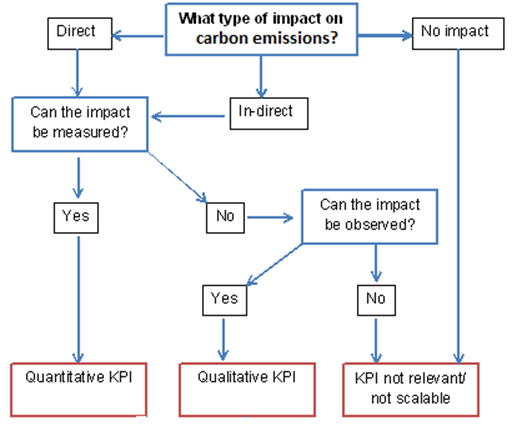 What type of impact on
carbon emissions?
Direct
No impact
In-direct
Can the impact
be measured?
Yes
No
Can the impact
be observed?
Yes
No
Quantitative KPI
Qualitative KPI
KPI not relevant/
not scalable